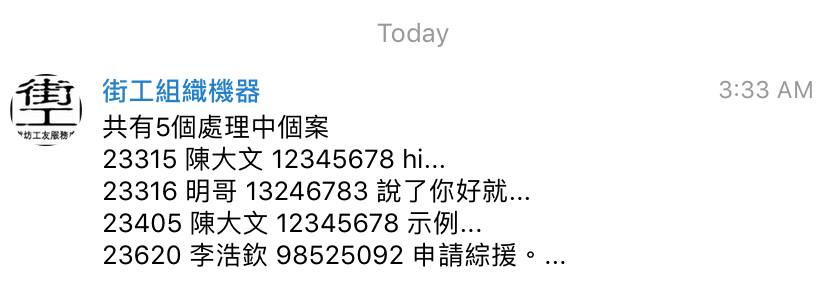 Today
街工
街坊工友服務處
街工組織機器
3:33 AM
共有5個處理中個案
23315 陳大文 12345678 hi...
23316 明哥 13246783 說了你好就...
23405 陳大文 12345678 示例...
23620 李浩欽 98525092 申請綜援。...